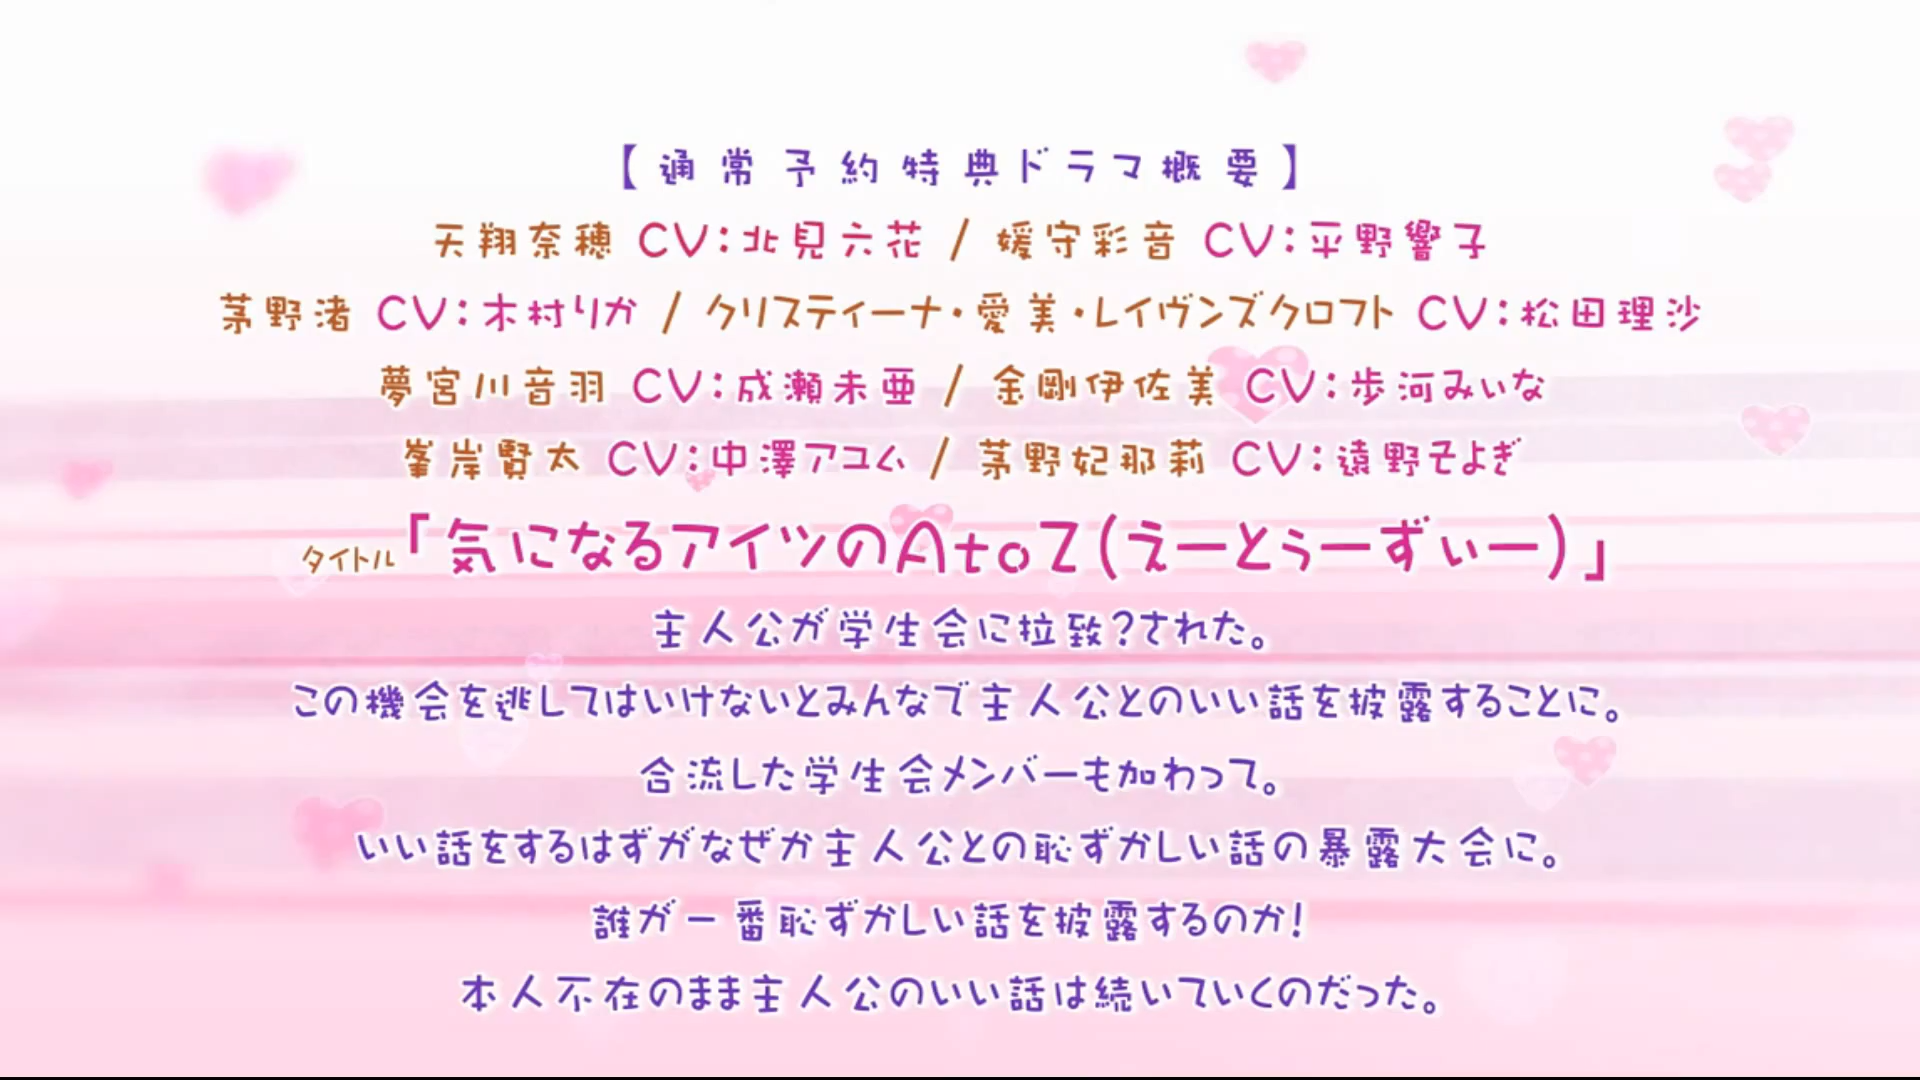 【通常予約特典ドラマ概要】
天翔奈穂 CV：北見六花 / 媛守彩音 CV：平野響子
茅野渚 CV：木村りか / クリスティーナ・愛美・レイヴンズクロフト CV：松田理沙
夢宮川音羽 CV：成瀬未亜 / 金剛伊佐美 CV：歩河みぃな
峯岸賢太 CV：中澤アユム / 茅野妃那莉 CV：遠野そよぎ
タイトル「気になるアイツのAtoZ(えーとぅーずぃー)」
主人公が学生会に拉致?された。
この機会を逃してはいけないとみんなで主人公とのいい話を披露することに。
合流した学生会メンバーも加わって。
いい話をするはずがなぜか主人公との恥ずかしい話の暴露大会に。
誰が一番恥ずかしい話を披露するのか!
本人不在のまま主人公のいい話は続いていくのだった。